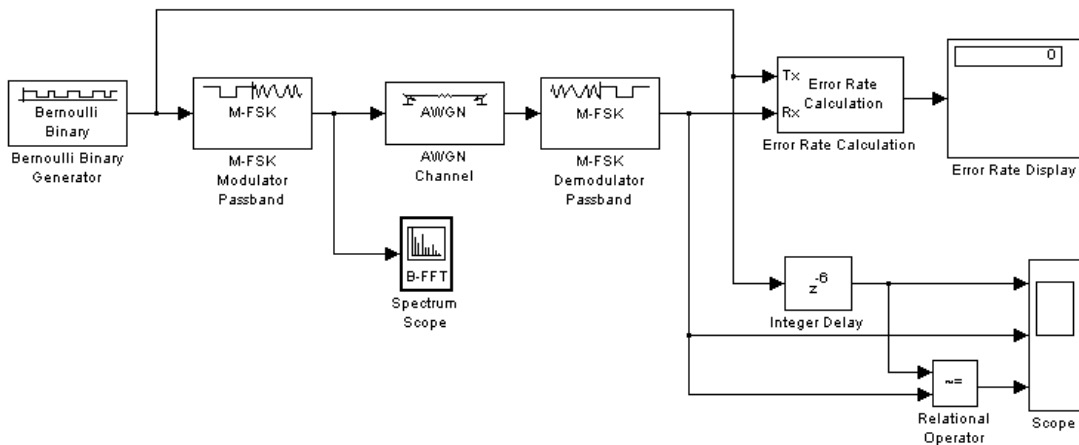 Bernoulli
Binary
Bernoulli Binary
Generator
M-FSK
M-FSK
Modulator
Passband
AWGN
AWGN
Channel
M-FSK
M-FSK
Demodulator
Passband
Tx
Rx
Error Rate
Calculation
Error Rate Calculation
0
Error Rate Display
B-FFT
Spectrum
Scope
z-6
Integer Delay
~=
Relational
Operator
Scope